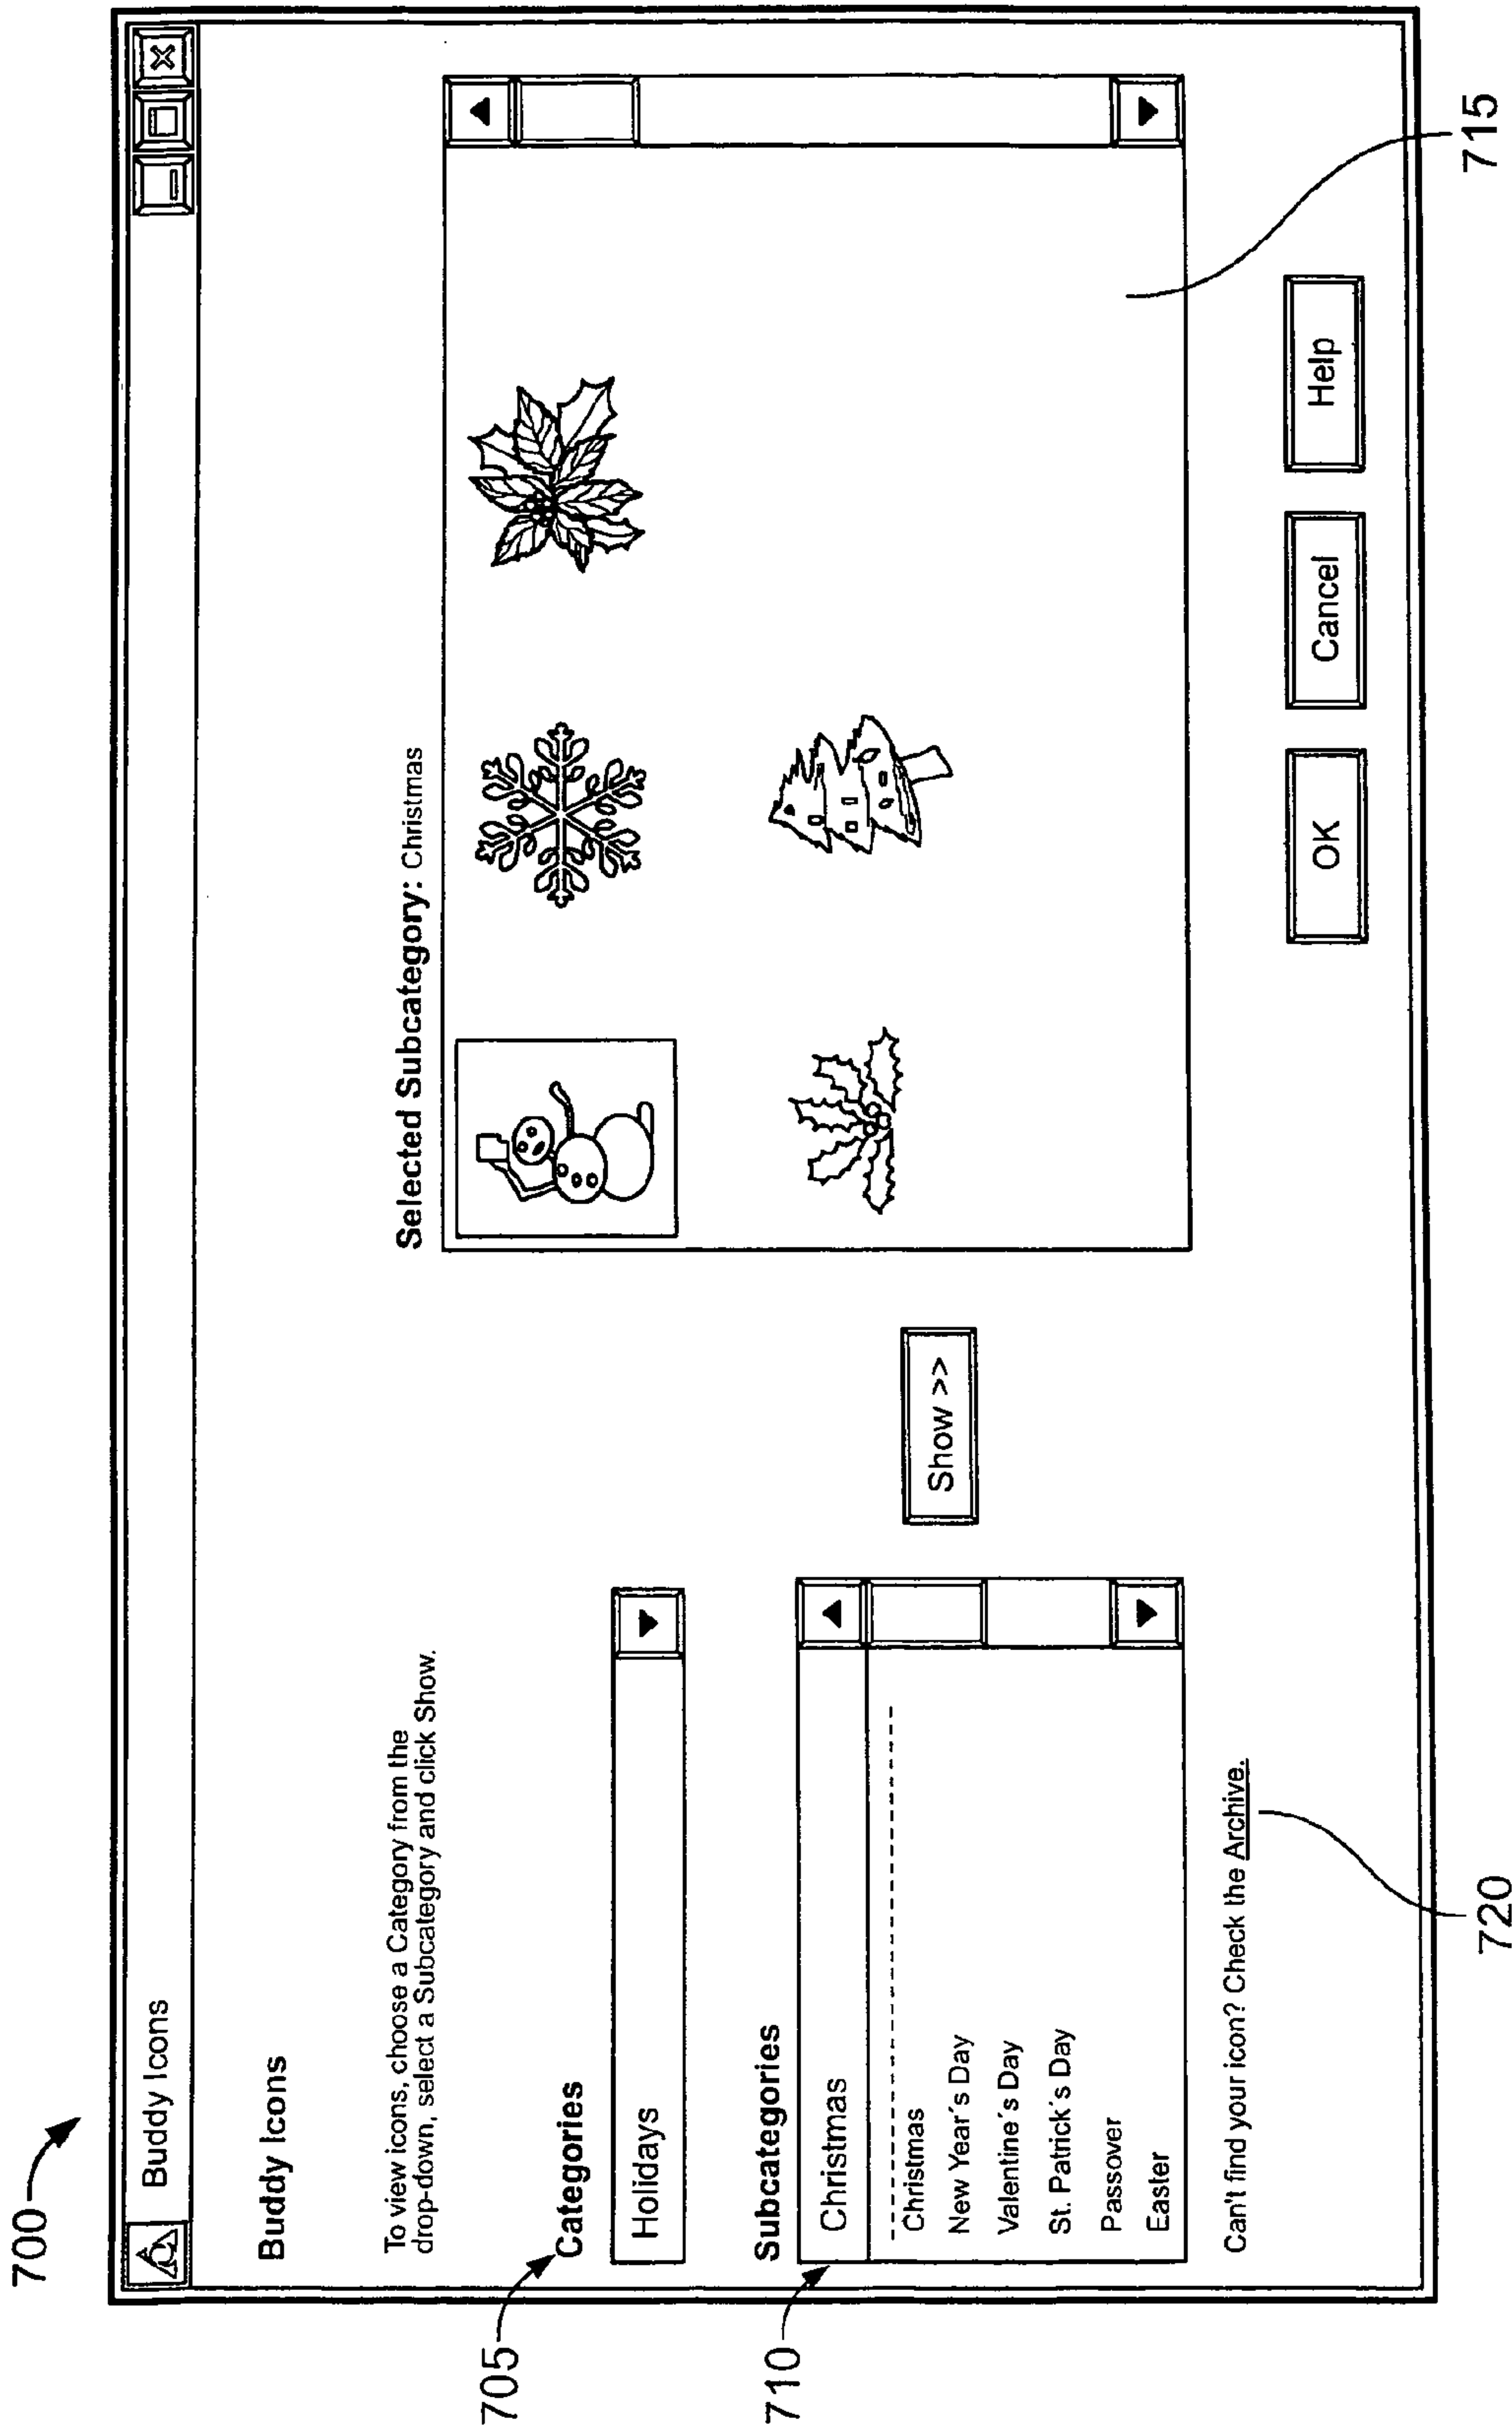 700
Buddy Icons
Buddy Icons
To view icons, choose a Category from the
drop-down, select a Subcategory and click Show.
705
Categories
Holidays
710
Subcategories
Christmas
Christmas
New Year´s Day
Valentine´s Day
St. Patrick´s Day
Passover
Easter
Can't find your icon? Check the Archive.
720
Show >>
Selected Subcategory: Christmas
715
OK
Cancel
Help